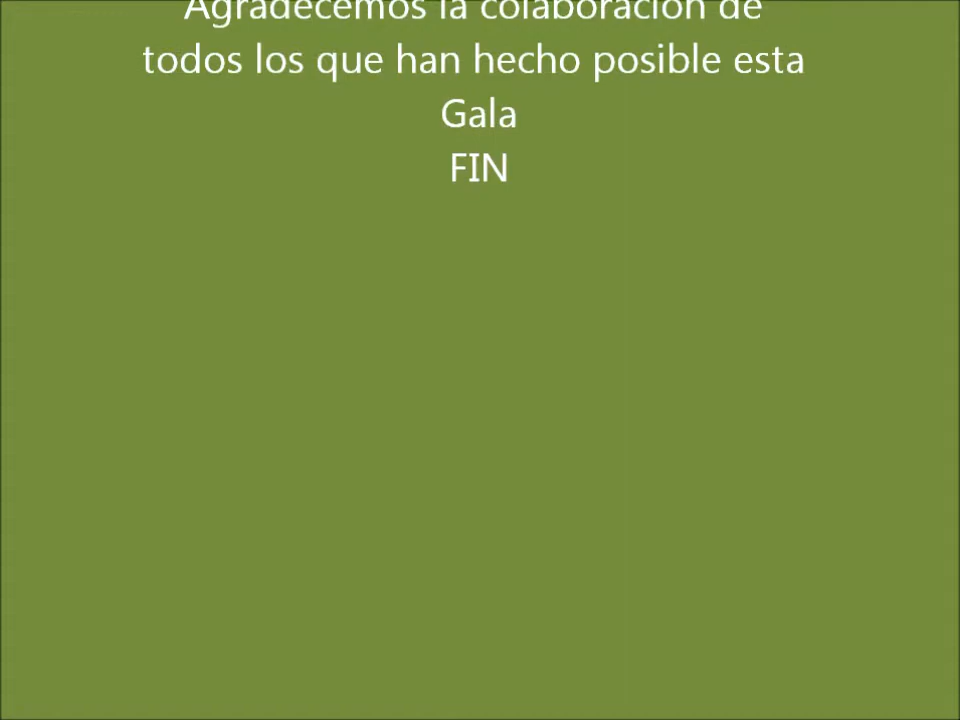 Agradecemos la colaboración de
todos los que han hecho posible esta
Gala
FIN